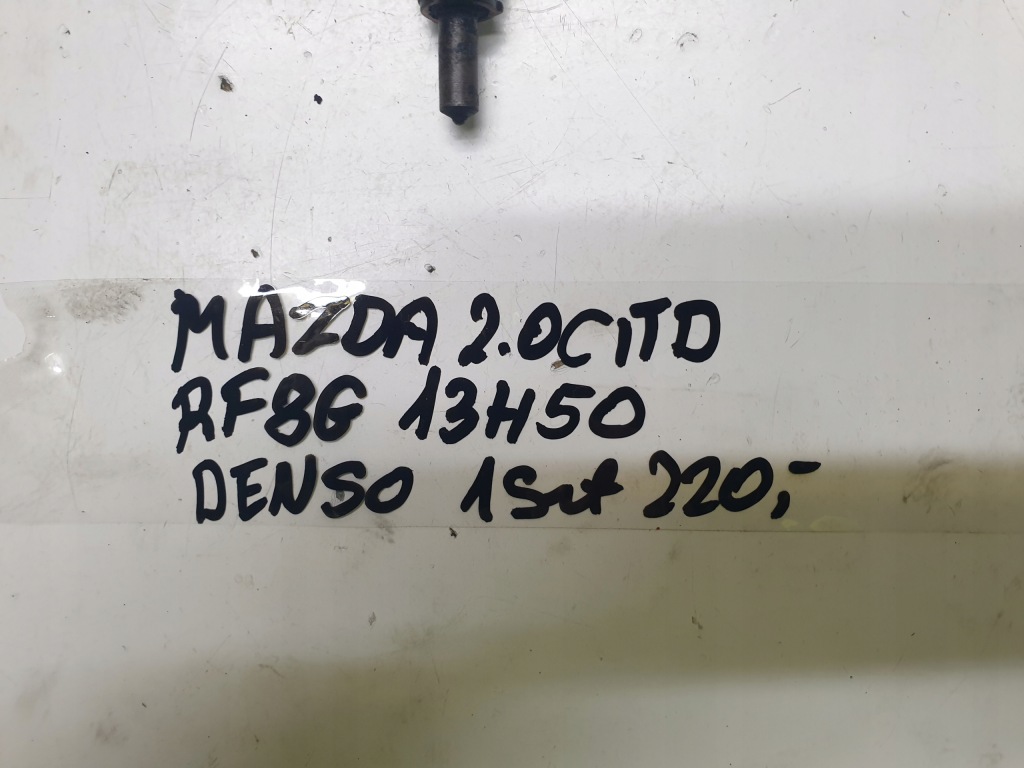 MAZDA 2.0CiTD
RF8G 13H50
DENSO 1Set 220,-